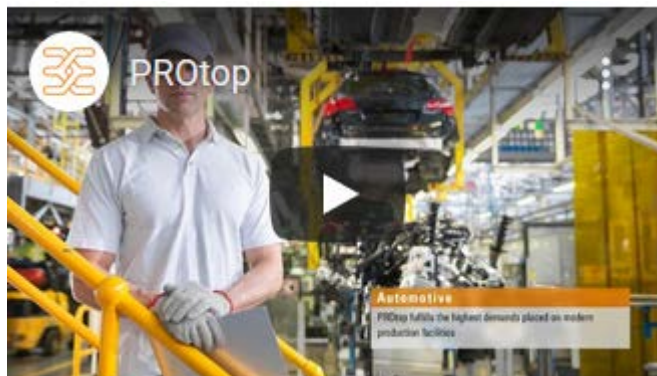 PROtop
Automotive
PROtop fulfils the highest demands placed on modern
production facilities